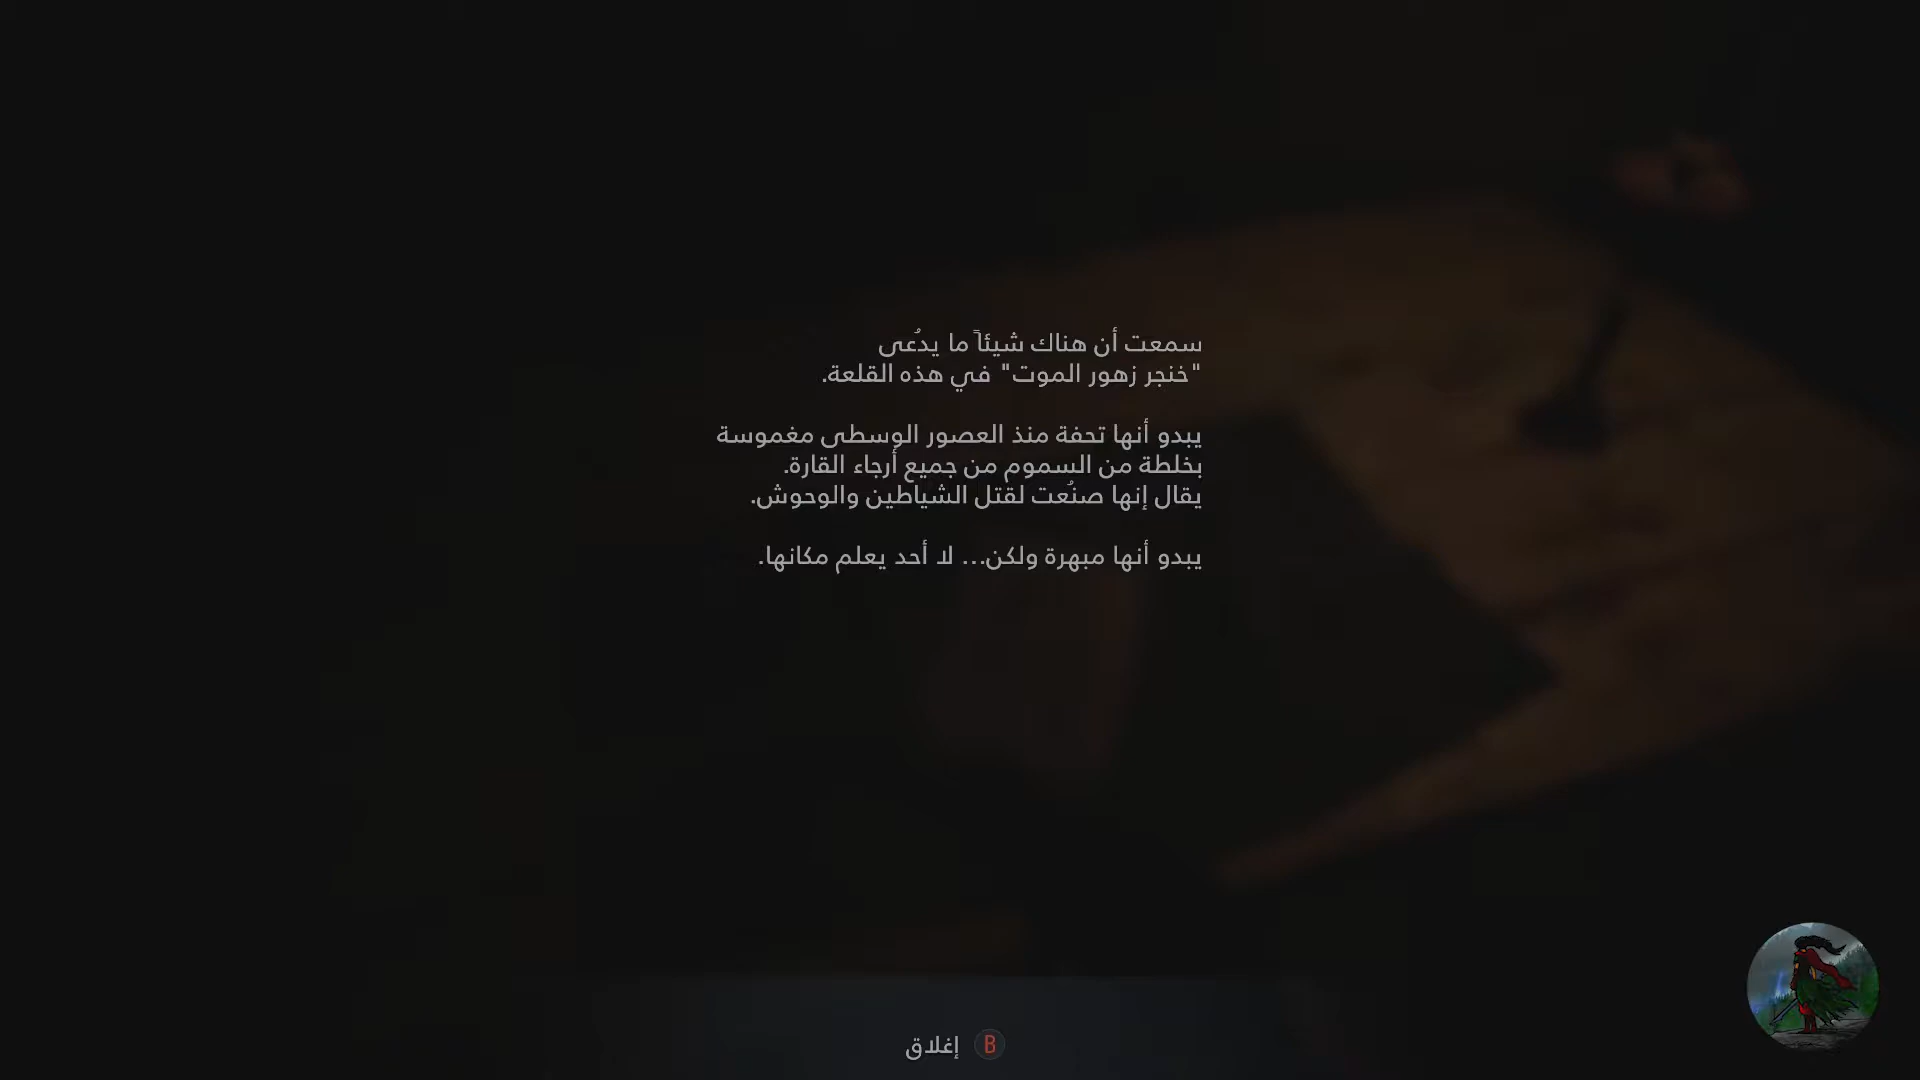 سمعت أن هناك شيئاً ما يدُعى
"خنجر زهور الموت" في هذه القلعة.
يبدو أنها تحفة منذ العصور الوسطى مغموسة
بخلطة من السموم من جميع أرجاء القارة.
يقال إنها صنُعت لقتل الشياطين والوحوش.
يبدو أنها مبهرة ولكن... لا أحد يعلم مكانها.
B إغلاق